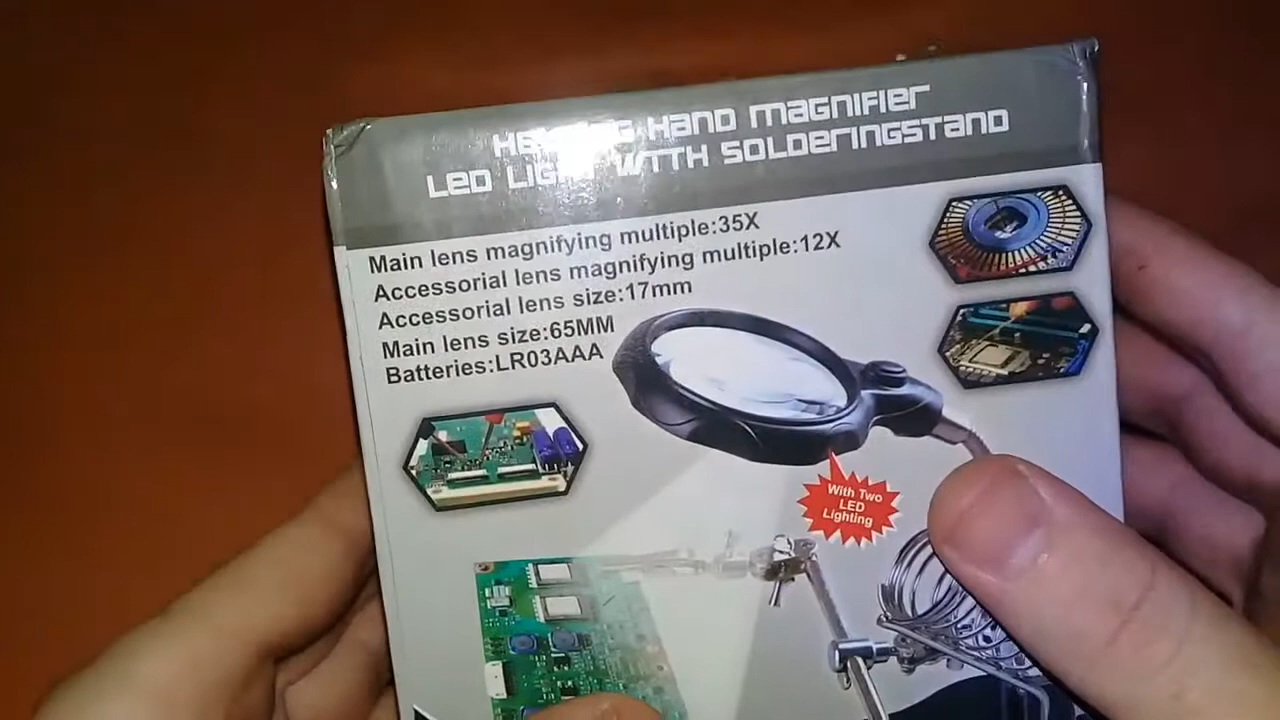 HELPING HAND MAGNIFIER
LED LIGHT WITH SOLDERINGSTAND
Main lens magnifying multiple:35X
Accessorial lens magnifying multiple:12X
Accessorial lens size:17mm
Main lens size:65MM
Batteries:LR03AAA
With Two
LED
Lighting